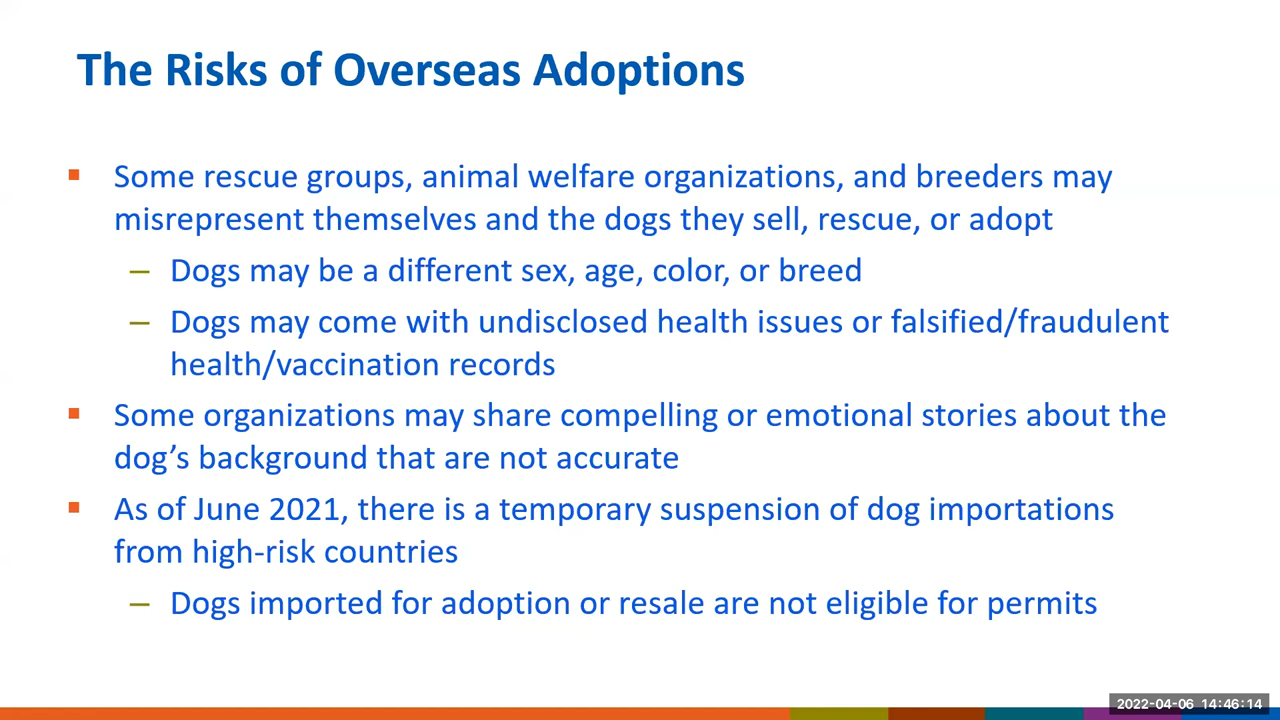 The Risks of Overseas Adoptions
▪ Some rescue groups, animal welfare organizations, and breeders may
misrepresent themselves and the dogs they sell, rescue, or adopt
– Dogs may be a different sex, age, color, or breed
– Dogs may come with undisclosed health issues or falsified/fraudulent
health/vaccination records
▪ Some organizations may share compelling or emotional stories about the
dog’s background that are not accurate
▪ As of June 2021, there is a temporary suspension of dog importations
from high-risk countries
– Dogs imported for adoption or resale are not eligible for permits
2022-04-06 14:46:14